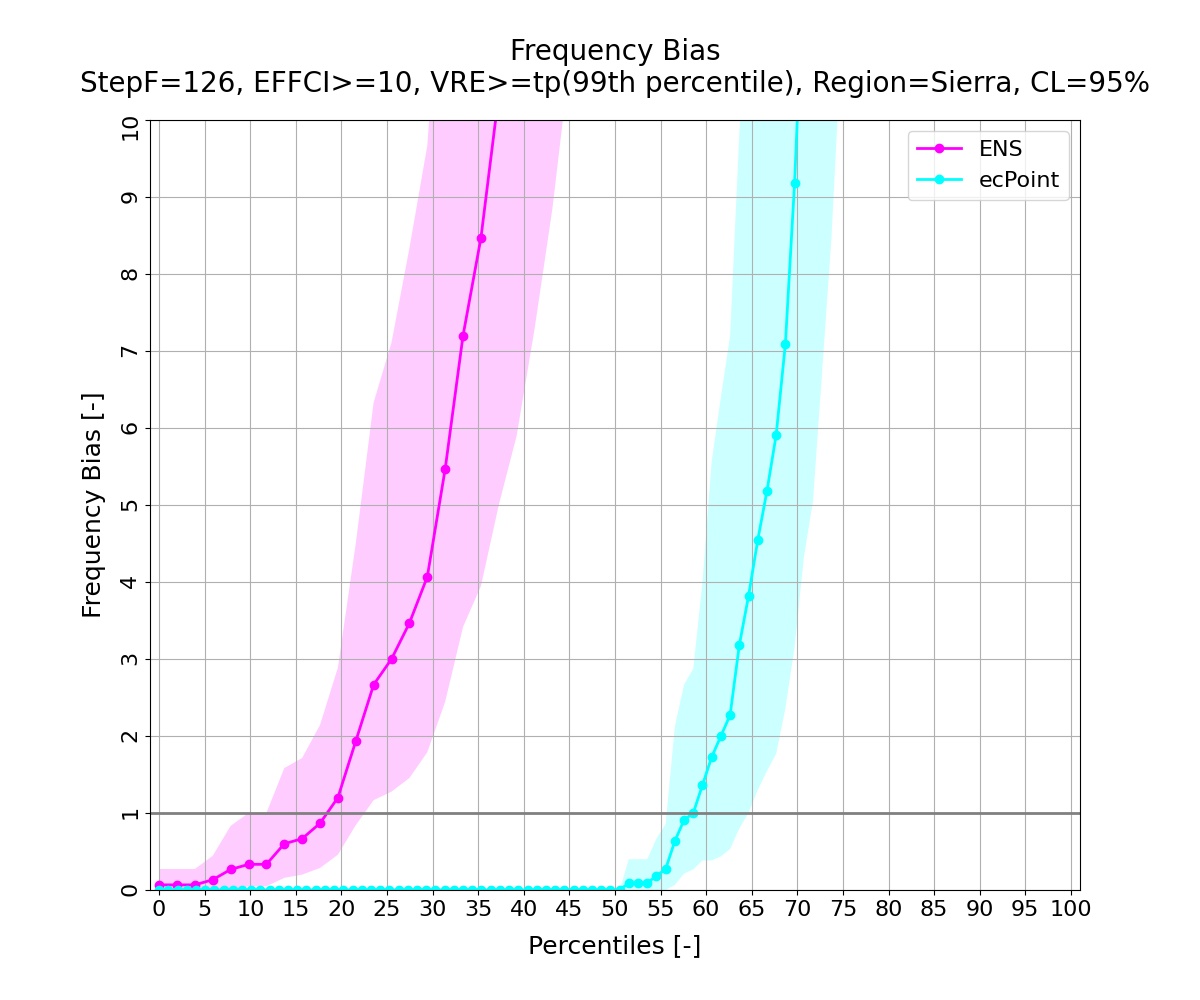 Frequency Bias
StepF=126, EFFCI>=10, VRE>=tp(99th percentile), Region=Sierra, CL=95%
ENS
ecPoint
Frequency Bias [-]
10
9
8
7
6
5
4
3
2
1
0
0 5 10 15 20 25 30 35 40 45 50 55 60 65 70 75 80 85 90 95 100
Percentiles [-]